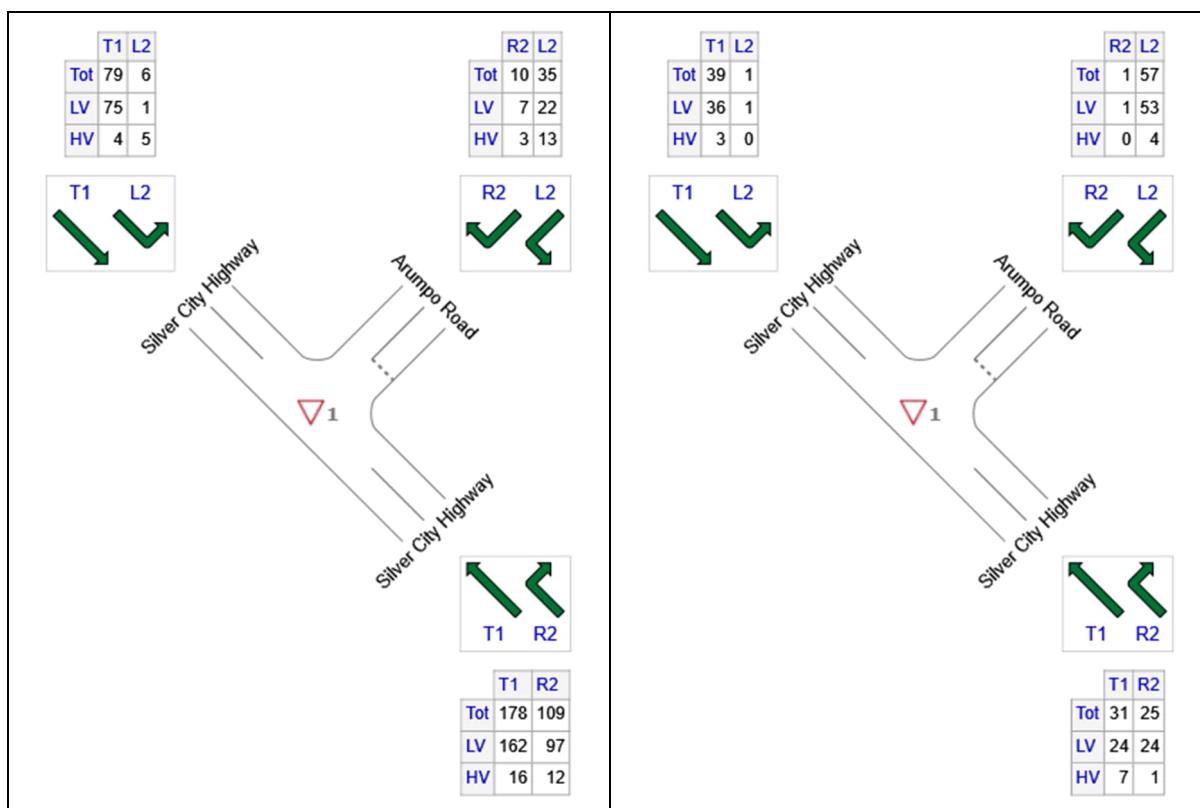 T1 L2
Tot 79 6
LV 75 1
HV 4 5
R2 L2
Tot 10 35
LV 7 22
HV 3 13
T1 L2
R2 L2
Silver City Highway
Arumpo Road
1
Silver City Highway
T1 R2
T1 R2
Tot 178 109
LV 162 97
HV 16 12
T1 L2
Tot 39 1
LV 36 1
HV 3 0
R2 L2
Tot 1 57
LV 1 53
HV 0 4
T1 L2
R2 L2
Silver City Highway
Arumpo Road
1
Silver City Highway
T1 R2
T1 R2
Tot 31 25
LV 24 24
HV 7 1